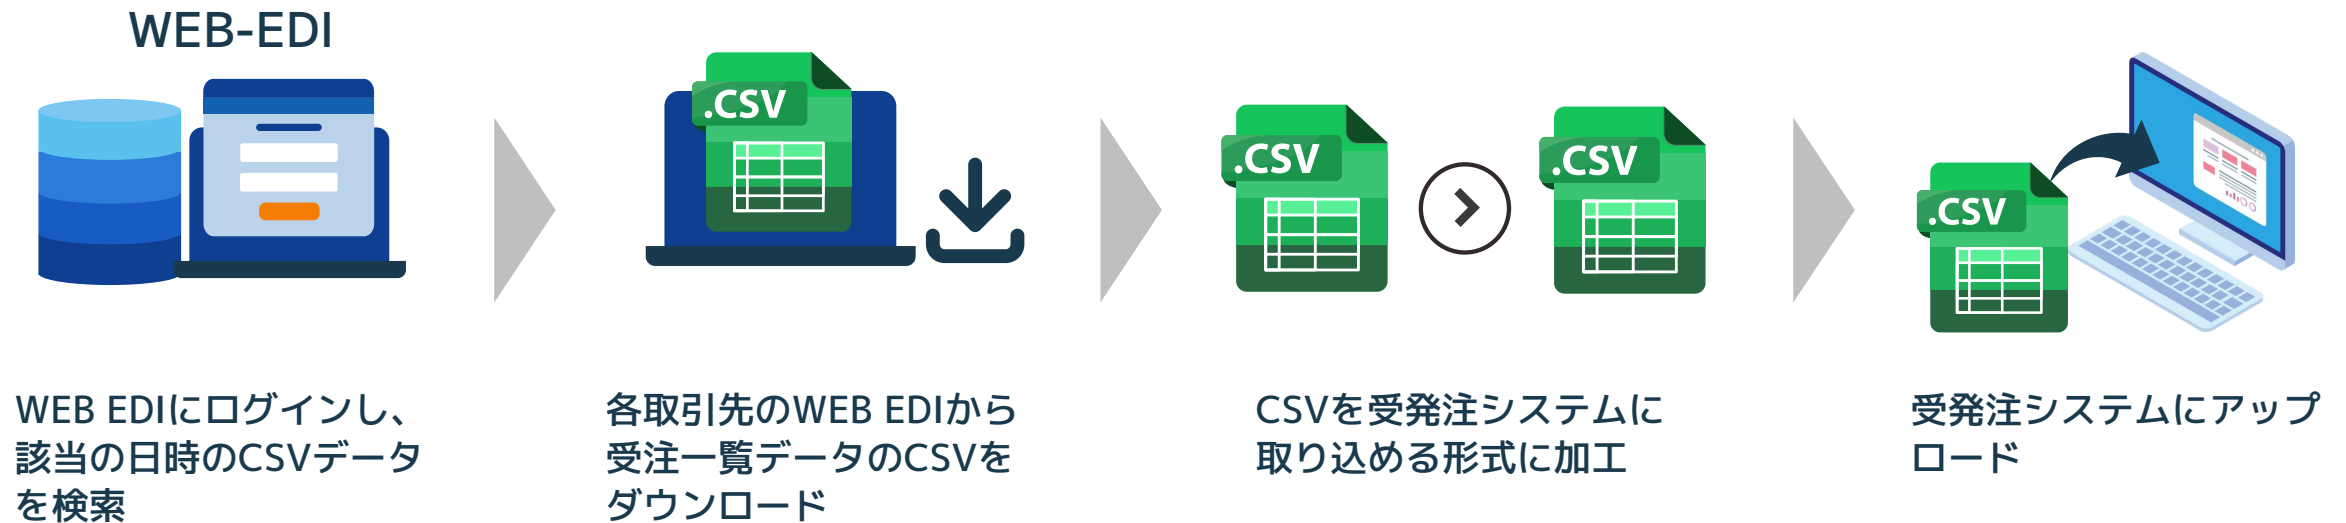 WEB-EDI
.CSV
.CSV
.CSV
.CSV
WEB EDIにログインし、
該当の日時のCSVデータ
を検索
各取引先のWEB EDIから
受注一覧データのCSVを
ダウンロード
CSVを受発注システムに
取り込める形式に加工
受発注システムにアップ
ロード